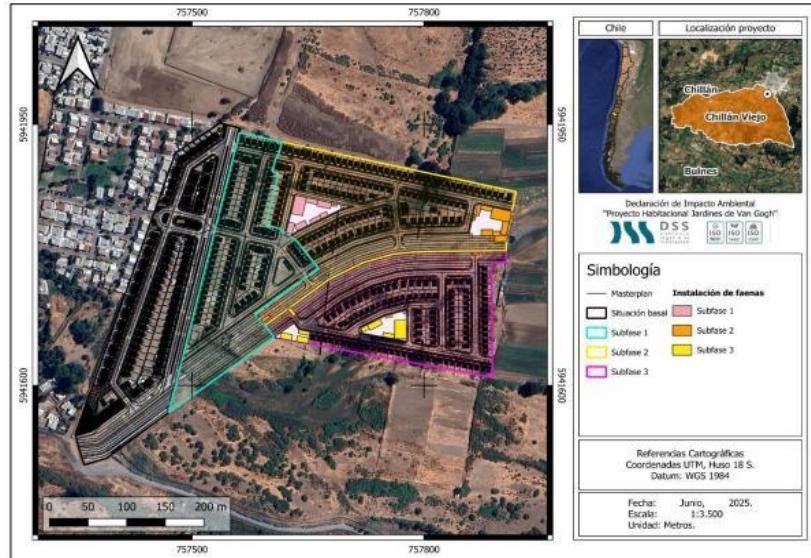 757500
757800
5941950
5941950
5941600
5941600
757500
757800
0 50 100 150 200 m
Chile
Localización proyecto
Chillán
Chillán Viejo
Bulnes
Declaración de Impacto Ambiental
"Proyecto Habitacional Jardines de Van Gogh"
DSS
ISO
ISO
ISO
Simbología
Masterplan
Situación basal
Subfase 1
Subfase 2
Subfase 3
Instalación de faenas
Subfase 1
Subfase 2
Subfase 3
Referencias Cartográficas
Coordenadas UTM, Huso 18 S.
Datum: WGS 1984
Fecha: Junio, 2025.
Escala: 1:3.500
Unidad: Metros.